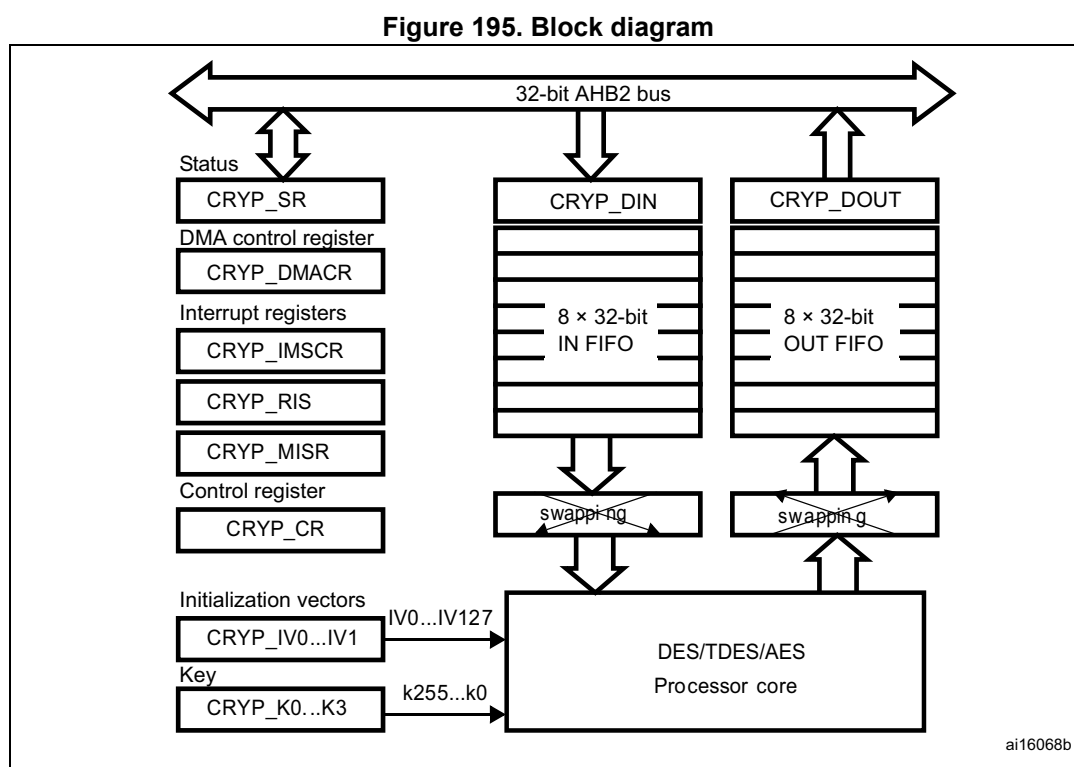 Figure 195. Block diagram
32-bit AHB2 bus
Status
CRYP_SR
CRYP_DIN
CRYP_DOUT
DMA control register
CRYP_DMACR
Interrupt registers
CRYP_IMSCR
CRYP_RIS
CRYP_MISR
8 × 32-bit
IN FIFO
8 × 32-bit
OUT FIFO
Control register
CRYP_CR
swapping
swapping
Initialization vectors
CRYP_IV0...IV1
IV0...IV127
Key
CRYP_K0...K3
k255...k0
DES/TDES/AES
Processor core
ai16068b